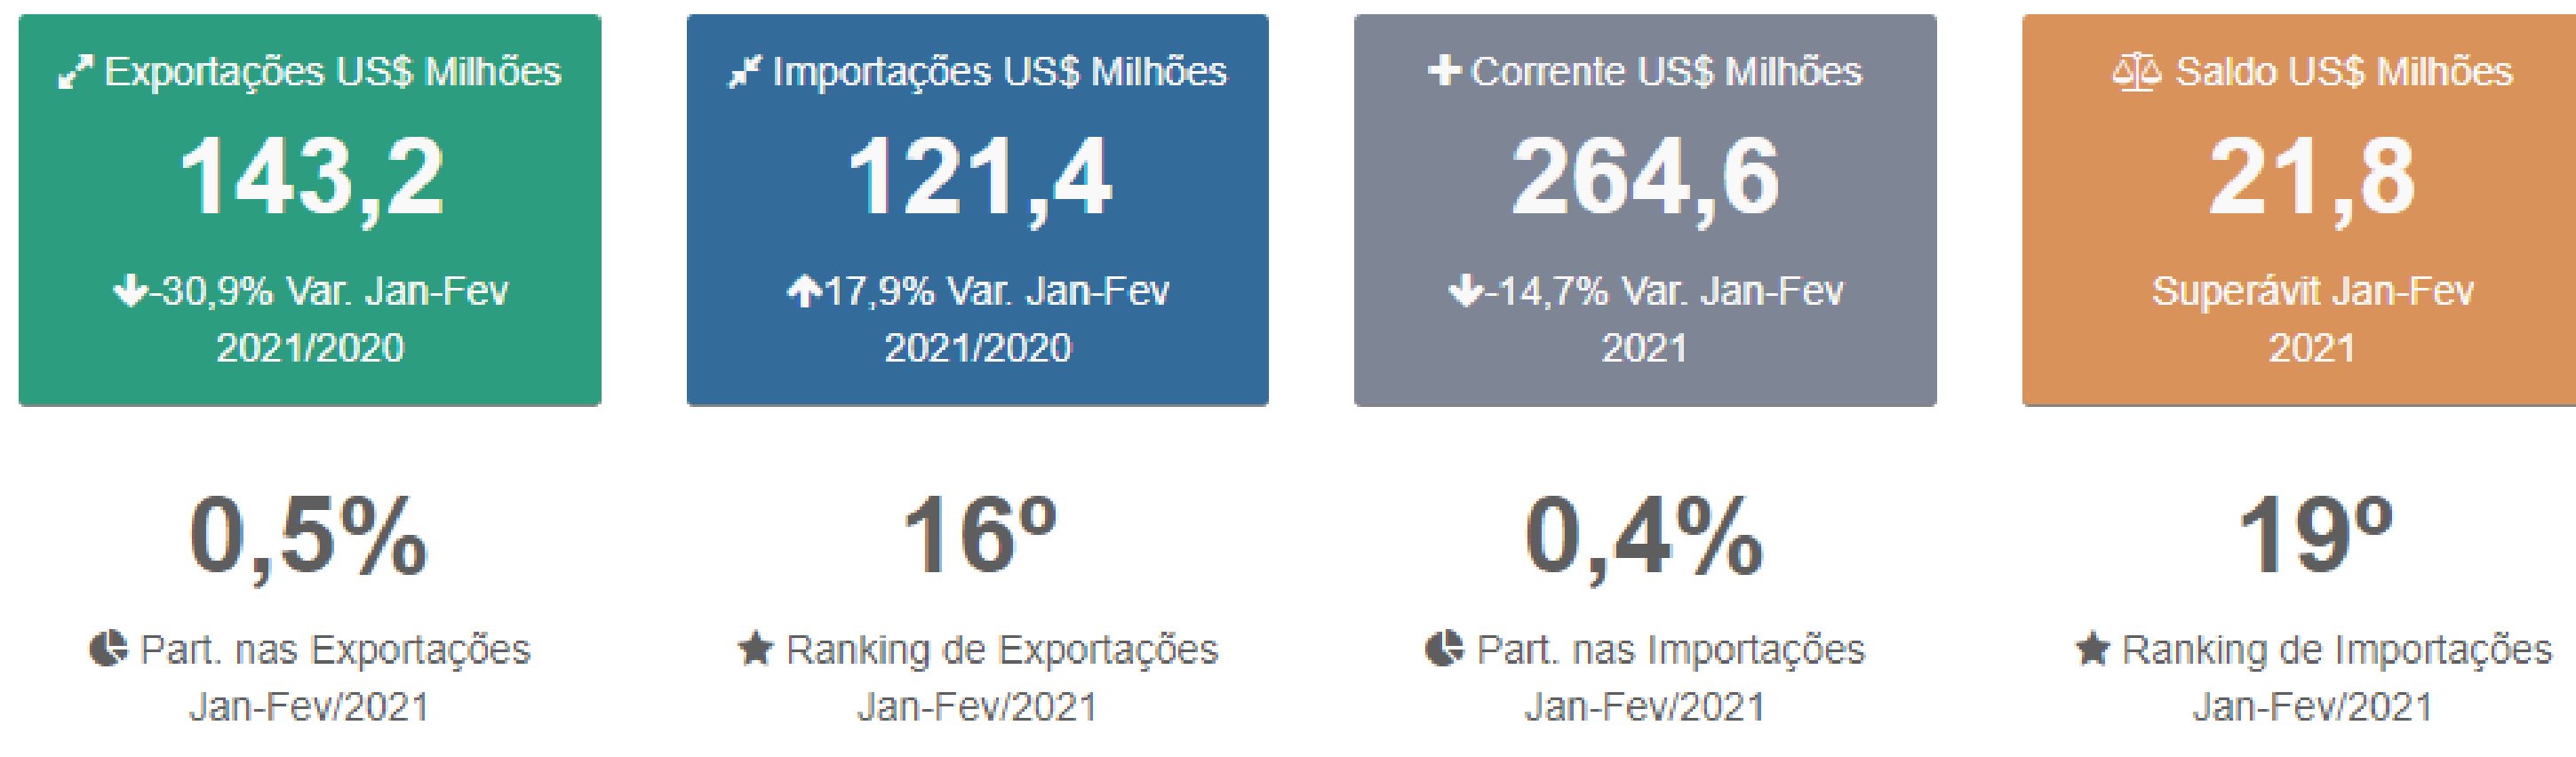 Exportações US$ Milhões
143,2
-30,9% Var. Jan-Fev
2021/2020
Importações US$ Milhões
121,4
17,9% Var. Jan-Fev
2021/2020
Corrente US$ Milhões
264,6
-14,7% Var. Jan-Fev
2021
Saldo US$ Milhões
21,8
Superávit Jan-Fev
2021
0,5%
Part. nas Exportações
Jan-Fev/2021
16º
Ranking de Exportações
Jan-Fev/2021
0,4%
Part. nas Importações
Jan-Fev/2021
19º
Ranking de Importações
Jan-Fev/2021